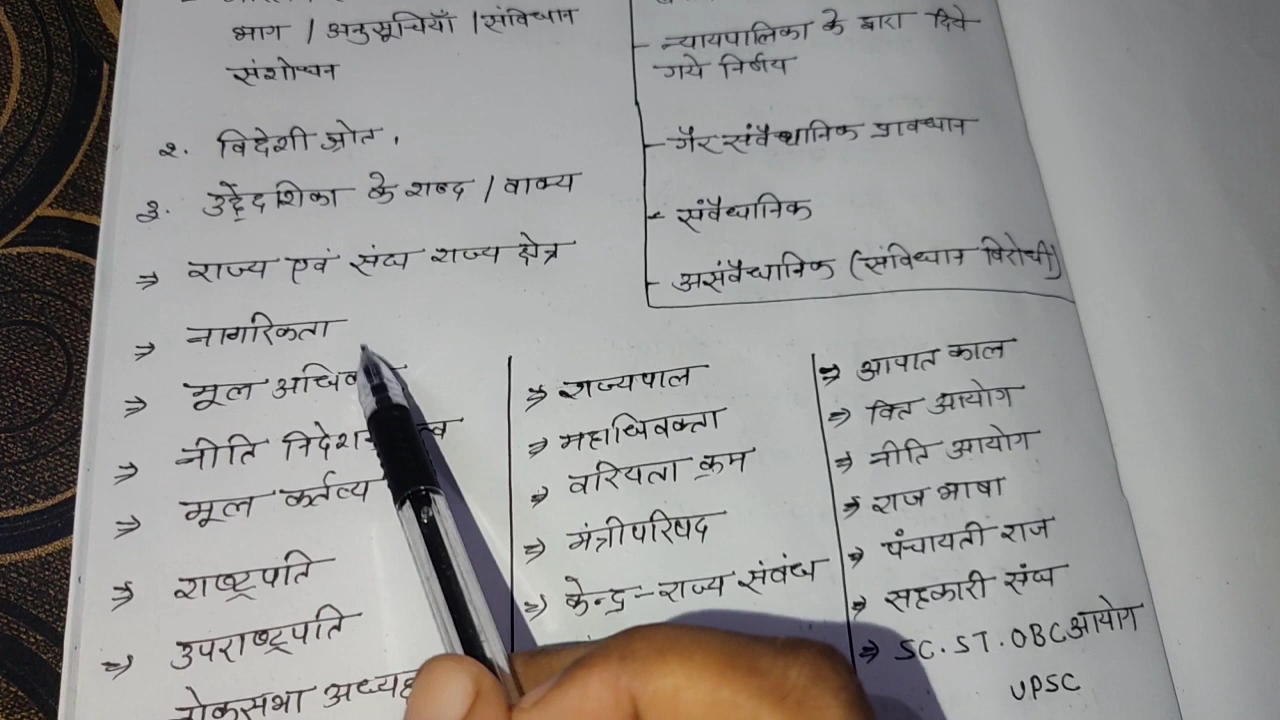 भाग / अनुसूचियाँ / संविधान
संशोधन
२. विदेशी स्रोत,
३. उद्देदशिका के शब्द / वाक्य
⇒ राज्य एवं संघ राज्य क्षेत्र
⇒ नागरिकता
⇒ मूल
⇒ नीति
⇒ मूल कर्तव्य
⇒ राष्ट्रपति
⇒ उपराष्ट्रपति
लोकसभा
- न्यायपालिका के द्वारा दिये
गये निर्णय
- गैर संवैधानिक प्रावधान
- संवैधानिक
- असंवैधानिक (संविधान विरोधी)
⇒ राज्यपाल
⇒ महाधिवक्ता
⇒ वरियता क्रम
⇒ मंत्रीपरिषद
⇒ केन्द्र-राज्य संबंध
⇒ आपात काल
⇒ वित आयोग
⇒ नीति आयोग
⇒ राज भाषा
⇒ पंचायती राज
⇒ सहकारी संघ
⇒ SC. ST. OBC आयोग
UPSC